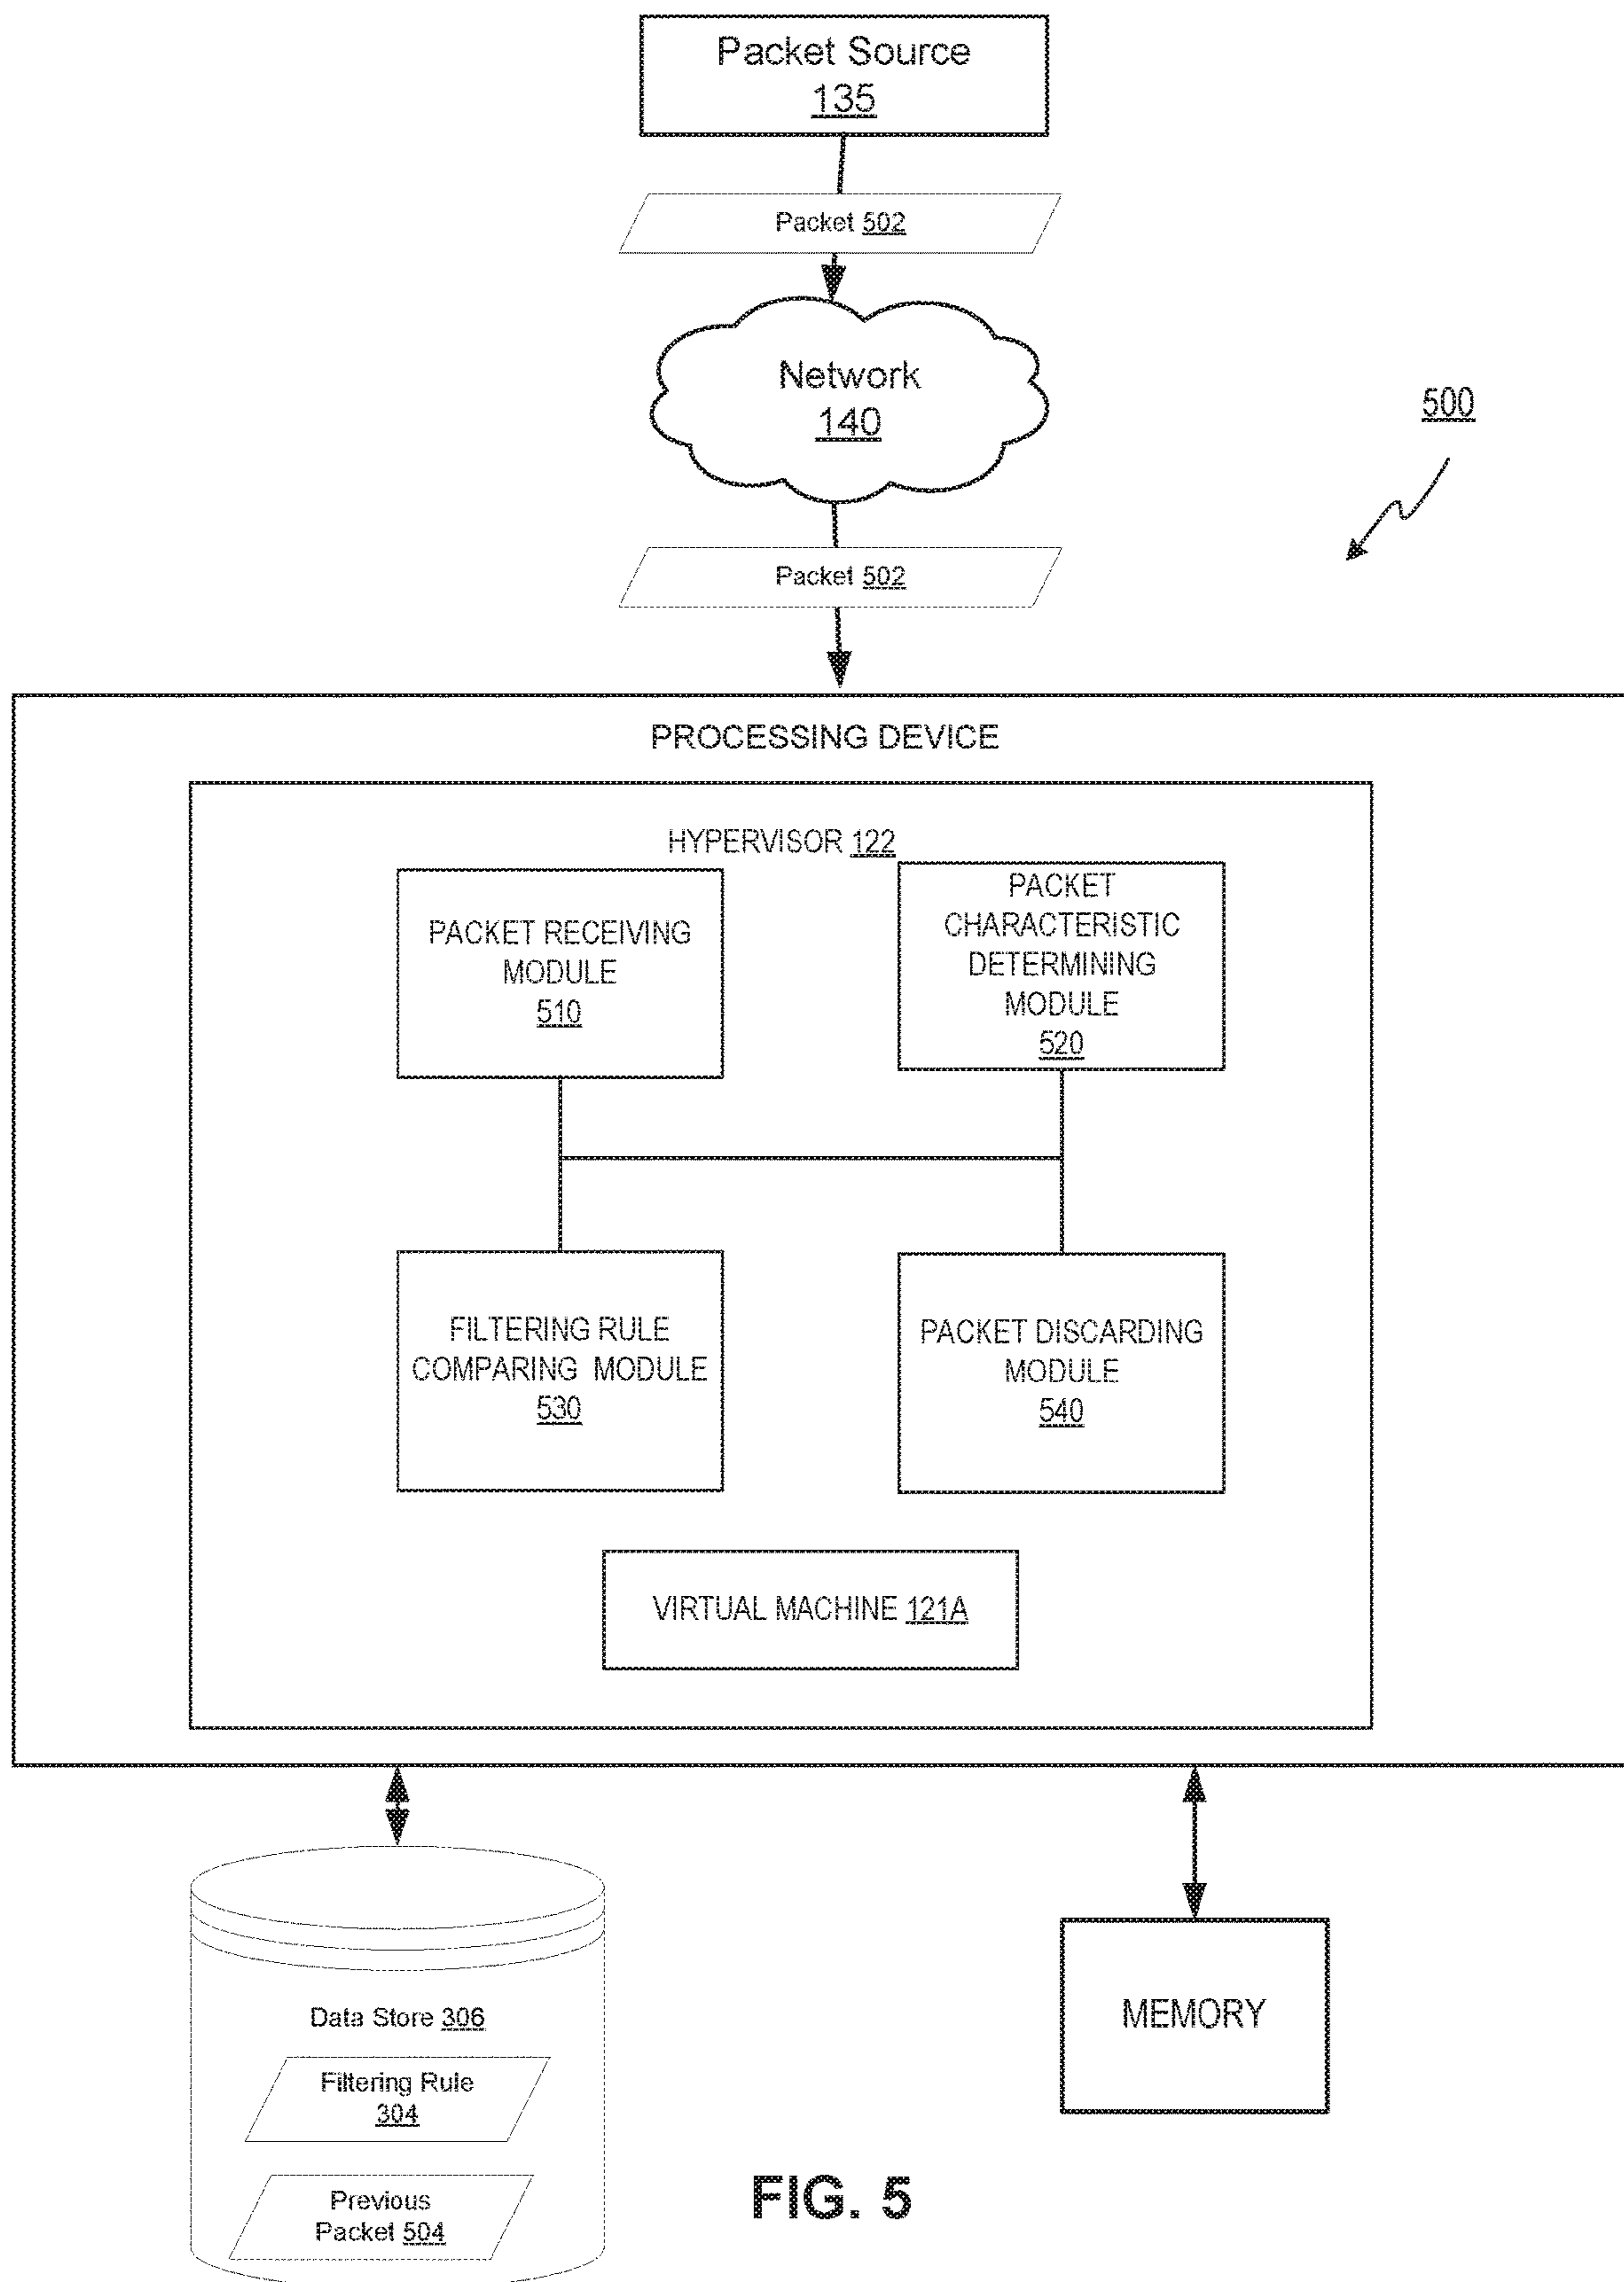 Packet Source
135
Packet 502
Network
140
500
Packet 502
PROCESSING DEVICE
HYPERVISOR 122
PACKET RECEIVING
MODULE
510
PACKET
CHARACTERISTIC
DETERMINING
MODULE
520
FILTERING RULE
COMPARING MODULE
530
PACKET DISCARDING
MODULE
540
VIRTUAL MACHINE 121A
Data Store 306
Filtering Rule
304
Previous
Packet 504
MEMORY
FIG. 5